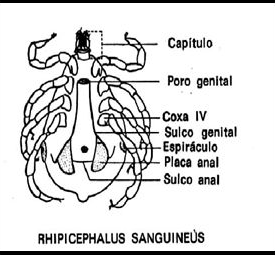 Capítulo
Poro genital
Coxa IV
Sulco genital
Espiráculo
Placa anal
Sulco anal
RHIPICEPHALUS SANGUINEUS